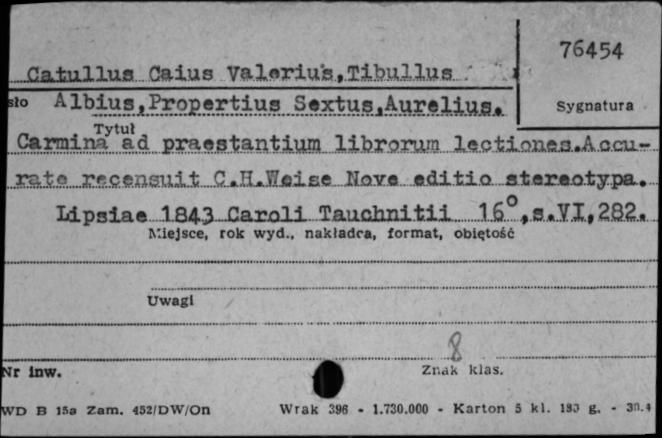 76454
Catullus Caius Valerius,Tibullus
sło Albius,Propertius Sextus,Aurelius.
Sygnatura
Tytuł
Carmina ad praestantium librorum lectiones.Accu-
rate recensuit C.H.Weise Nove editio stereotypa.
Lipsiae 1843 Caroli Tauchnitii 16°,s.VI,282.
Miejsce, rok wyd., nakładca, format, objętość
Uwagi
8
Nr inw.
Znak klas.
WD B 15a Zam. 452/DW/On Wrak 396 - 1.730.000 - Karton 5 kl. 180 g. - 30.4